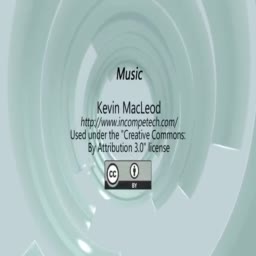 Music
Kevin MacLeod
http://www.incompetech.com/
Used under the "Creative Commons:
By Attribution 3.0" license
cc
BY